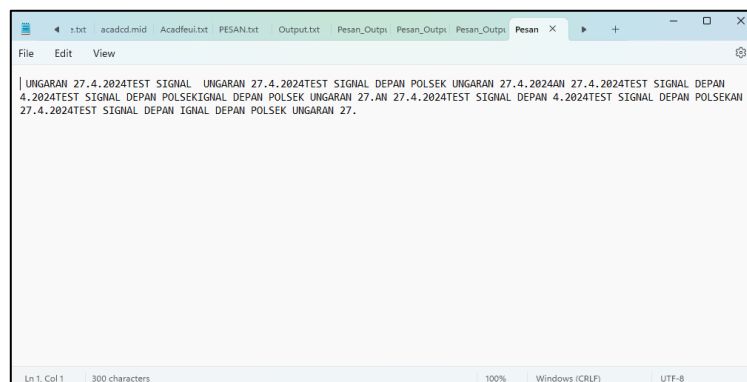 :.txt acadcd.mid Acadfeui.txt PESAN.txt Output.txt Pesan_Outpu Pesan_Outpu Pesan_Outpu Pesan
File Edit View
UNGARAN 27.4.2024TEST SIGNAL  UNGARAN 27.4.2024TEST SIGNAL DEPAN POLSEK UNGARAN 27.4.2024AN 27.4.2024TEST SIGNAL DEPAN
4.2024TEST SIGNAL DEPAN POLSEKIGNAL DEPAN POLSEK UNGARAN 27.AN 27.4.2024TEST SIGNAL DEPAN 4.2024TEST SIGNAL DEPAN POLSEKAN
27.4.2024TEST SIGNAL DEPAN IGNAL DEPAN POLSEK UNGARAN 27.
Ln 1, Col 1 300 characters 100% Windows (CRLF) UTF-8